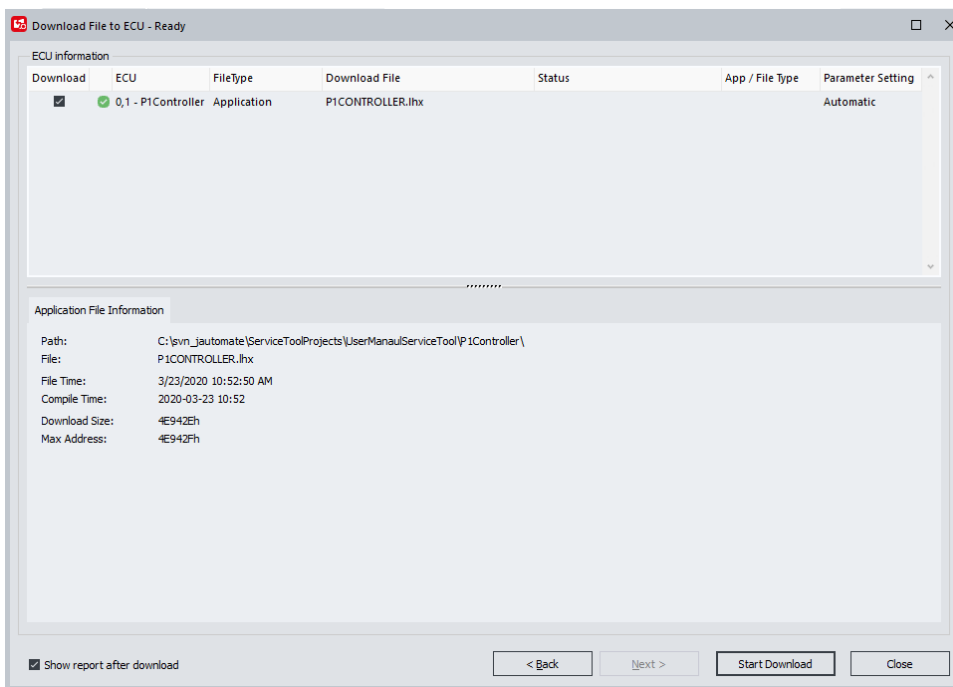 Download File to ECU - Ready
ECU information
Download ECU FileType Download File Status App / File Type Parameter Setting
0,1 - P1Controller Application P1CONTROLLER.lhx Automatic
Application File Information
Path: C:\svn_jautomate\ServiceToolProjects\UserManaulServiceTool\P1Controller\
File: P1CONTROLLER.lhx
File Time: 3/23/2020 10:52:50 AM
Compile Time: 2020-03-23 10:52
Download Size: 4E942Eh
Max Address: 4E942Fh
Show report after download < Back Next > Start Download Close